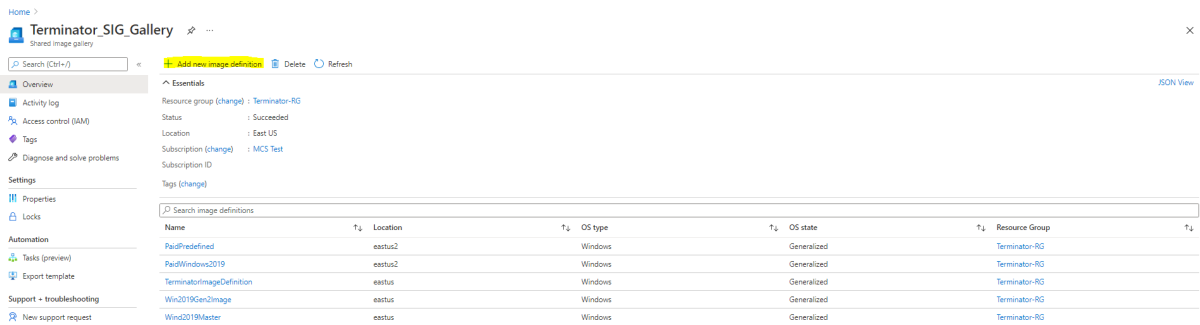 Home >
Terminator_SIG_Gallery
Shared image gallery
Search (Ctrl+/)
Overview
Activity log
Access control (IAM)
Tags
Diagnose and solve problems
Settings
Properties
Locks
Automation
Tasks (preview)
Export template
Support + troubleshooting
New support request
+ Add new image definition Delete Refresh
Essentials JSON View
Resource group (change) : Terminator-RG
Status : Succeeded
Location : East US
Subscription (change) : MCS Test
Subscription ID
Tags (change)
Search image definitions
Name Location OS type OS state Resource Group
PaidPredefined eastus2 Windows Generalized Terminator-RG
PaidWindows2019 eastus2 Windows Generalized Terminator-RG
TerminatorImageDefinition eastus Windows Generalized Terminator-RG
Win2019Gen2Image eastus Windows Generalized Terminator-RG
Wind2019Master eastus Windows Generalized Terminator-RG